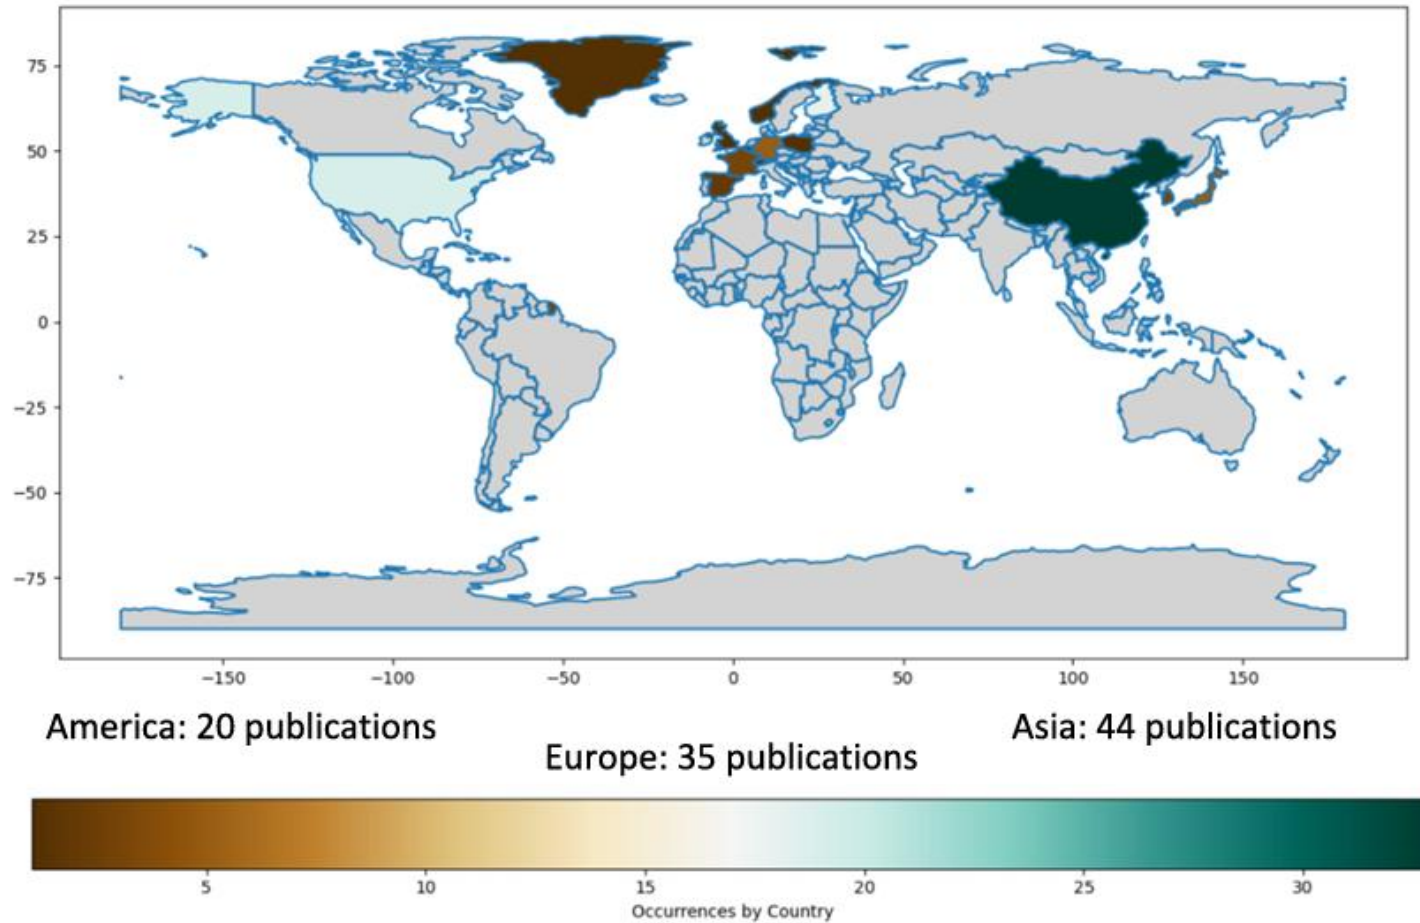 75
50
25
0
−25
−50
−75
−150 −100 −50 0 50 100 150
America: 20 publications
Asia: 44 publications
Europe: 35 publications
5 10 15 20 25 30
Occurrences by Country